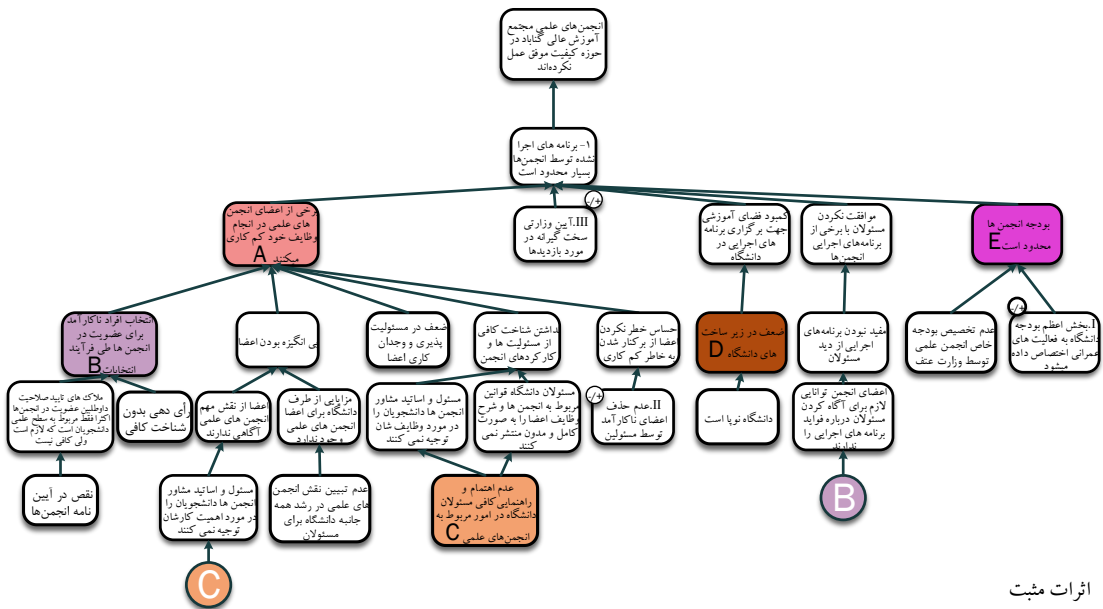 انجمن‌های علمی مجتمع
آموزش عالی گناباد در
حوزه کیفیت موفق عمل
نکرده‌اند
۱- برنامه های اجرا
نشده توسط انجمن‌ها
بسیار محدود است
برخی از اعضای انجمن
های علمی در انجام
وظایف خود کم کاری
میکنند A
-/+
III.آیین وزارتی
سخت گیرانه در
مورد بازدیدها
کمبود فضای آموزشی
جهت برگزاری برنامه
های اجرایی در
دانشگاه
موافقت نکردن
مسئولان با برخی از
برنامه‌های اجرایی
انجمن‌ها
بودجه انجمن ها
محدود است E
انتخاب افراد ناکارآمد
برای عضویت در
انجمن ها طی فرآیند
انتخابات B
بی انگیزه بودن اعضا
ضعف در مسئولیت
پذیری و وجدان
کاری اعضا
نداشتن شناخت کافی
از مسئولیت ها و
کارکردهای انجمن
حساس خطر نکردن
اعضا از برکنار شدن
به خاطر کم کاری
ضعف در زیر ساخت
های دانشگاه D
مفید نبودن برنامه‌های
اجرایی از دید
مسئولان
عدم تخصیص بودجه
خاص انجمن علمی
توسط وزارت عتف
-/+
I.بخش اعظم بودجه
دانشگاه به فعالیت های
عمرانی اختصاص داده
میشود
ملاک های تایید صلاحیت
داوطلبین عضویت در انجمن‌ها
اکثرا فقط مربوط به سطح علمی
دانشجویان است که لازم است
ولی کافی نیست
رأی دهی بدون
شناخت کافی
اعضا از نقش مهم
انجمن های علمی
آگاهی ندارند
مزایایی از طرف
دانشگاه برای اعضا
انجمن های علمی
وجود ندارد
مسئول و اساتید مشاور
انجمن ها دانشجویان را
در مورد وظایف شان
توجیه نمی کنند
مسئولان دانشگاه قوانین
مربوط به انجمن ها و شرح
وظایف اعضا را به صورت
کامل و مدون منتشر نمی
کنند
-/+
II.عدم حذف
اعضای ناکارآمد
توسط مسئولین
دانشگاه نوپا است
اعضای انجمن توانایی
لازم برای آگاه کردن
مسئولان درباره فواید
برنامه های اجرایی را
ندارند
نقص در آیین
نامه انجمن‌ها
مسئول و اساتید مشاور
انجمن ها دانشجویان را
در مورد اهمیت کارشان
توجیه نمی کنند
عدم تبیین نقش انجمن
های علمی در رشد همه
جانبه دانشگاه برای
مسئولان
عدم اهتمام و
راهنمایی کافی مسئولان
دانشگاه در امور مربوط به
انجمن‌های علمی C
B
C
اثرات مثبت